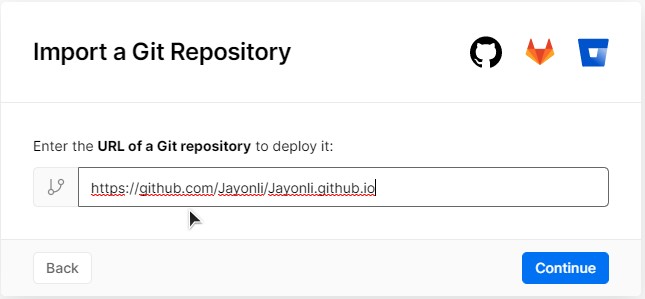 Import a Git Repository
Enter the URL of a Git repository to deploy it:
https://github.com/Jayonli/Jayonli.github.io
Back
Continue